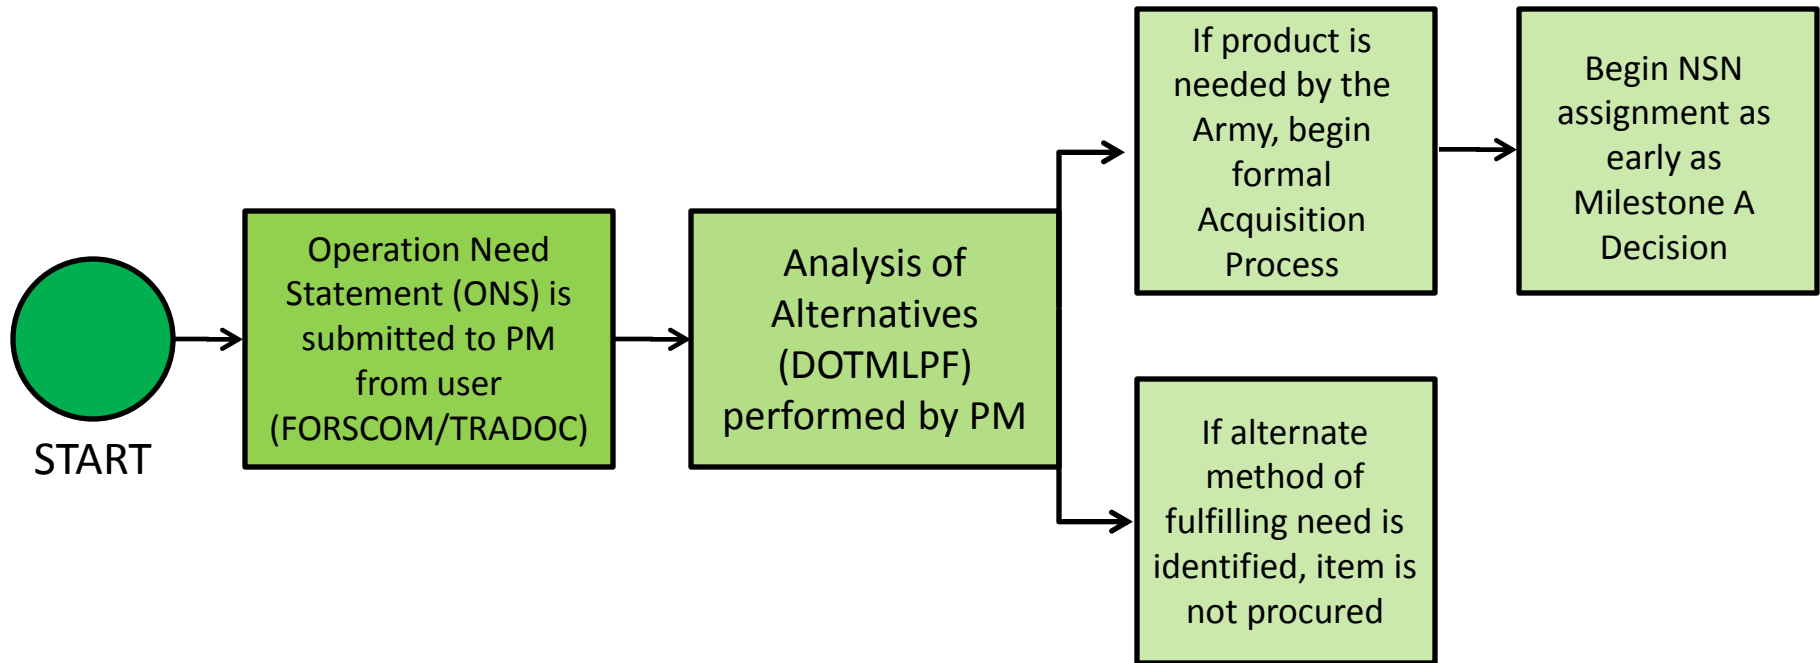 START
Operation Need
Statement (ONS) is
submitted to PM
from user
(FORSCOM/TRADOC)
Analysis of
Alternatives
(DOTMLPF)
performed by PM
If product is
needed by the
Army, begin
formal
Acquisition
Process
Begin NSN
assignment as
early as
Milestone A
Decision
If alternate
method of
fulfilling need is
identified, item is
not procured